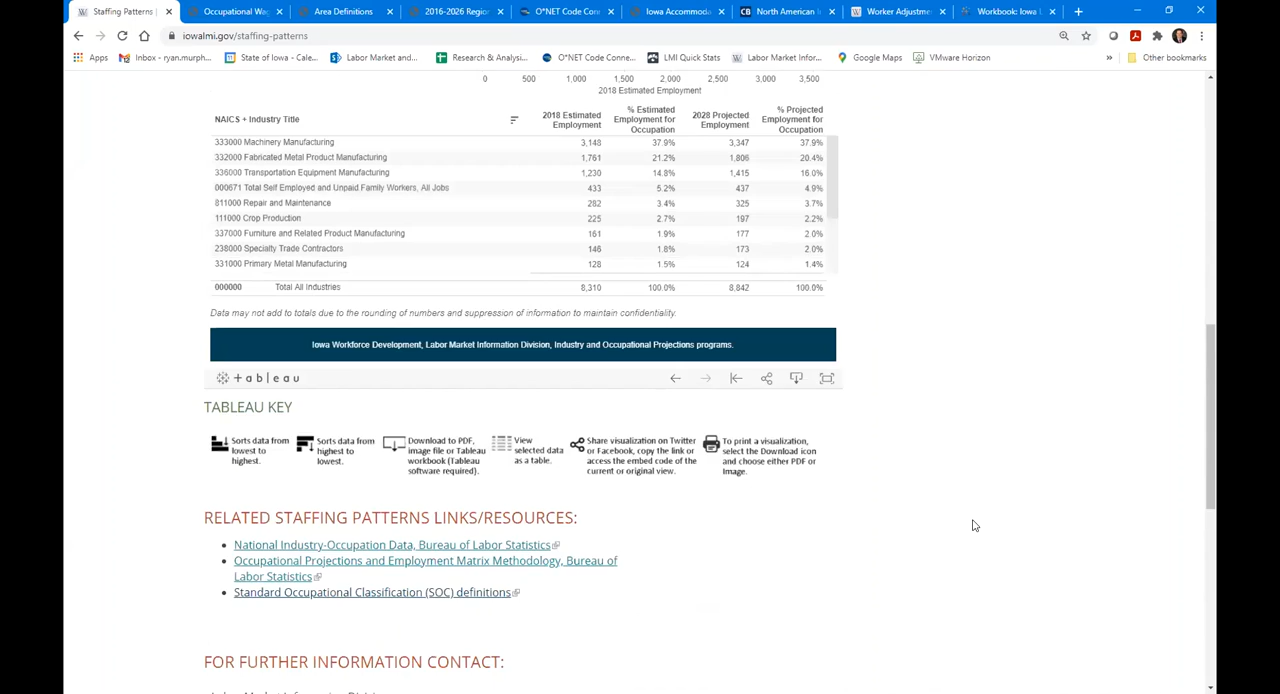 Staffing Patterns |
Occupational Wag
Area Definitions
2016-2026 Region
O*NET Code Conn
Iowa Accommoda
North American I
Worker Adjustme
Workbook: Iowa L
iowalmi.gov/staffing-patterns
Apps
Inbox - ryan.murph...
State of Iowa - Cale...
Labor Market and...
Research & Analysi...
O*NET Code Conne...
LMI Quick Stats
Labor Market Infor...
Google Maps
VMware Horizon
»
Other bookmarks
0 500 1,000 1,500 2,000 2,500 3,000 3,500
2018 Estimated Employment
NAICS + Industry Title
2018 Estimated
Employment
% Estimated
Employment for
Occupation
2028 Projected
Employment
% Projected
Employment for
Occupation
333000 Machinery Manufacturing 3,148 37.9% 3,347 37.9%
332000 Fabricated Metal Product Manufacturing 1,761 21.2% 1,806 20.4%
336000 Transportation Equipment Manufacturing 1,230 14.8% 1,415 16.0%
000671 Total Self Employed and Unpaid Family Workers, All Jobs 433 5.2% 437 4.9%
811000 Repair and Maintenance 282 3.4% 325 3.7%
111000 Crop Production 225 2.7% 197 2.2%
337000 Furniture and Related Product Manufacturing 161 1.9% 177 2.0%
238000 Specialty Trade Contractors 146 1.8% 173 2.0%
331000 Primary Metal Manufacturing 128 1.5% 124 1.4%
000000 Total All Industries 8,310 100.0% 8,842 100.0%
Data may not add to totals due to the rounding of numbers and suppression of information to maintain confidentiality.
Iowa Workforce Development, Labor Market Information Division, Industry and Occupational Projections programs.
+ a b | e a u
TABLEAU KEY
Sorts data from
lowest to
highest.
Sorts data from
highest to
lowest.
Download to PDF,
image file or Tableau
workbook (Tableau
software required).
View
selected data
as a table.
Share visualization on Twitter
or Facebook, copy the link or
access the embed code of the
current or original view.
To print a visualization,
select the Download icon
and choose either PDF or
Image.
RELATED STAFFING PATTERNS LINKS/RESOURCES:
National Industry-Occupation Data, Bureau of Labor Statistics
Occupational Projections and Employment Matrix Methodology, Bureau of
Labor Statistics
Standard Occupational Classification (SOC) definitions
FOR FURTHER INFORMATION CONTACT: